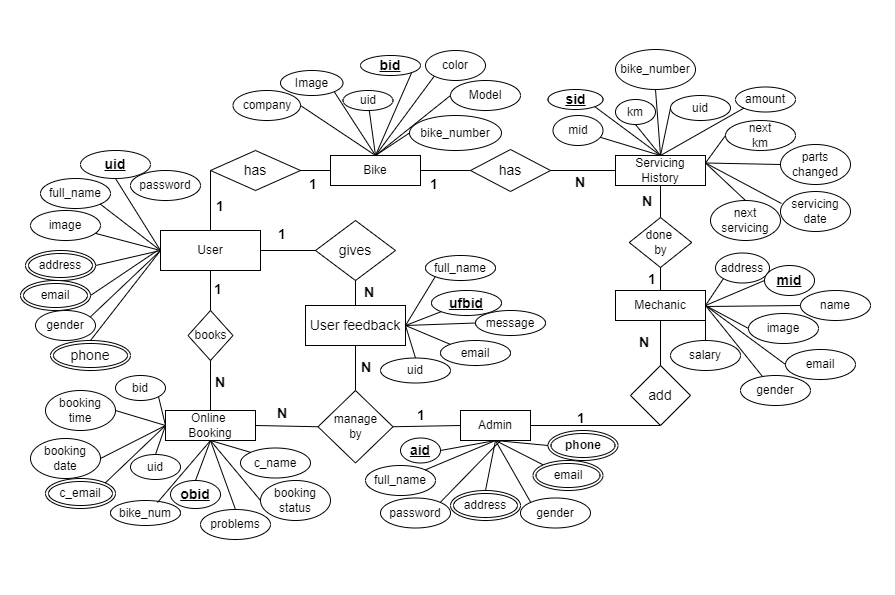 bike_number
bid
color
Image
Model
company
uid
bike_number
sid
km
uid
amount
mid
next
km
uid
password
full_name
has
Bike
has
Servicing
History
parts
changed
1
1
1
N
N
image
User
1
gives
done
by
next
servicing
servicing
date
address
email
gender
phone
1
N
1
full_name
ufbid
message
email
uid
User feedback
address
mid
name
image
email
gender
salary
Mechanic
books
N
N
N
bid
booking
time
Online
Booking
N
manage
by
1
Admin
1
add
booking
date
uid
c_email
c_name
obid
booking
status
bike_num
problems
aid
full_name
password
address
gender
email
phone